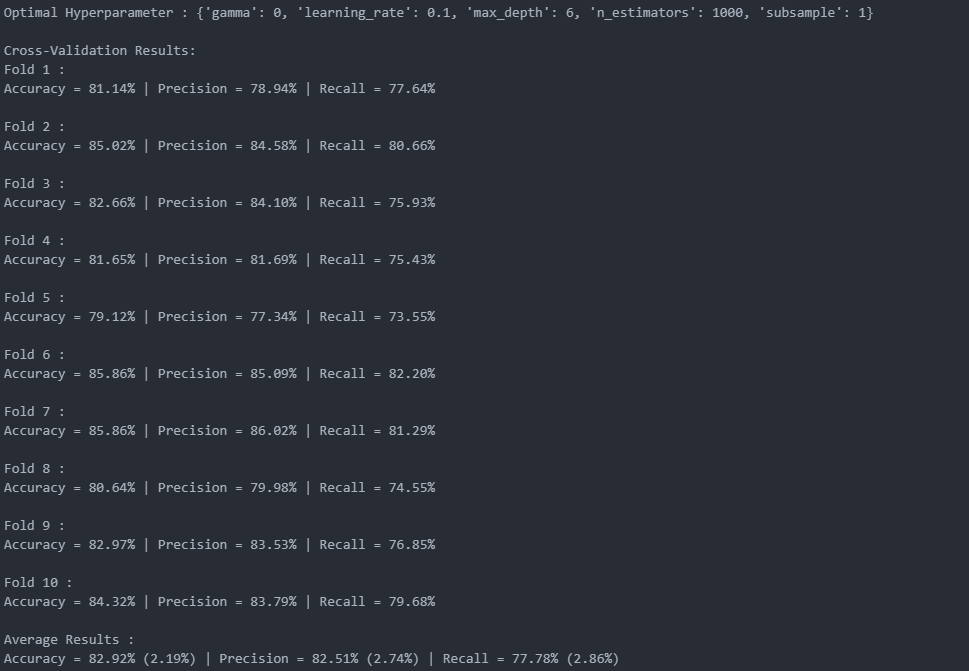 Optimal Hyperparameter : {'gamma': 0, 'learning_rate': 0.1, 'max_depth': 6, 'n_estimators': 1000, 'subsample': 1}
Cross-Validation Results:
Fold 1 :
Accuracy = 81.14% | Precision = 78.94% | Recall = 77.64%
Fold 2 :
Accuracy = 85.02% | Precision = 84.58% | Recall = 80.66%
Fold 3 :
Accuracy = 82.66% | Precision = 84.10% | Recall = 75.93%
Fold 4 :
Accuracy = 81.65% | Precision = 81.69% | Recall = 75.43%
Fold 5 :
Accuracy = 79.12% | Precision = 77.34% | Recall = 73.55%
Fold 6 :
Accuracy = 85.86% | Precision = 85.09% | Recall = 82.20%
Fold 7 :
Accuracy = 85.86% | Precision = 86.02% | Recall = 81.29%
Fold 8 :
Accuracy = 80.64% | Precision = 79.98% | Recall = 74.55%
Fold 9 :
Accuracy = 82.97% | Precision = 83.53% | Recall = 76.85%
Fold 10 :
Accuracy = 84.32% | Precision = 83.79% | Recall = 79.68%
Average Results :
Accuracy = 82.92% (2.19%) | Precision = 82.51% (2.74%) | Recall = 77.78% (2.86%)